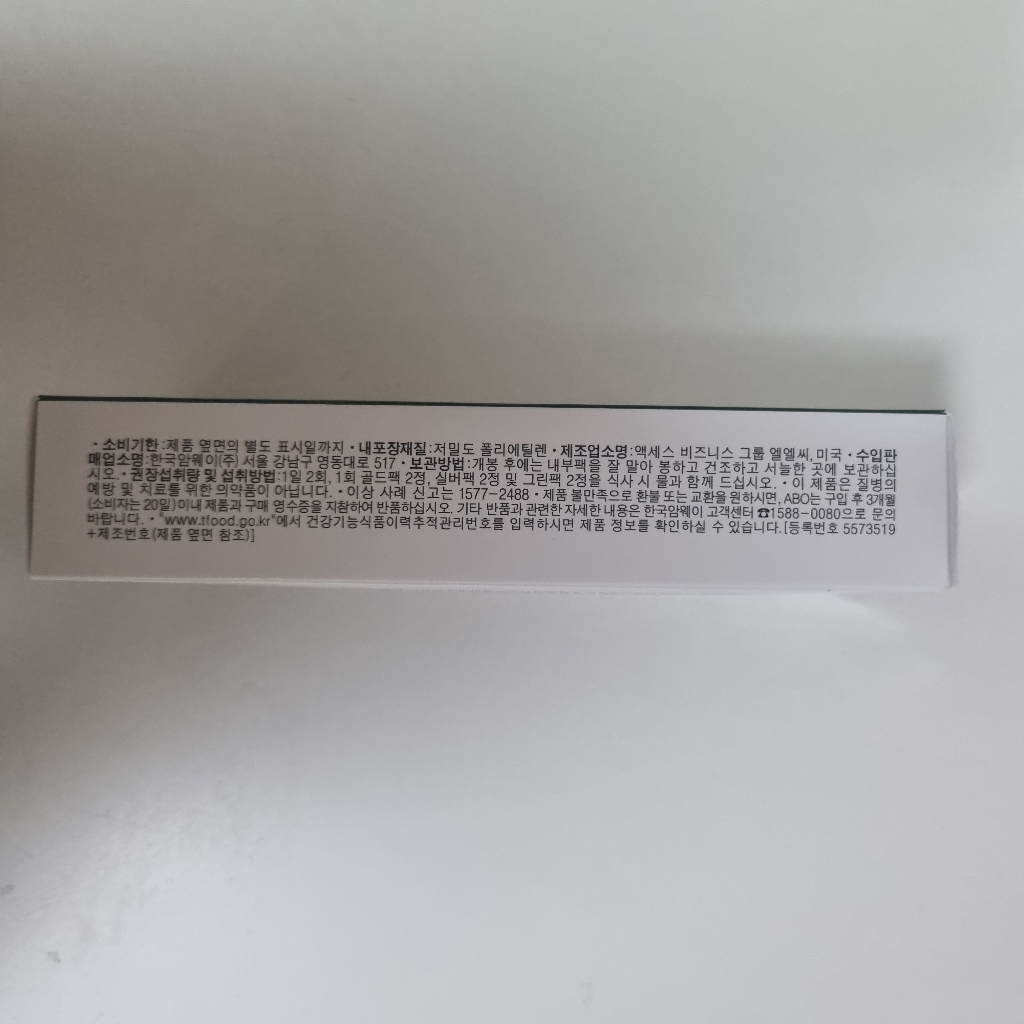 • 소비기한:제품 옆면의 별도 표시일까지 • 내포장재질:저밀도 폴리에틸렌 • 제조업소명:액세스 비즈니스 그룹 엘엘씨, 미국 • 수입판
매업소명:한국암웨이(주) 서울 강남구 영동대로 517 • 보관방법:개봉 후에는 내부팩을 잘 말아 봉하고 건조하고 서늘한 곳에 보관하십
시오. • 권장섭취량 및 섭취방법:1일 2회, 1회 골드팩 2정, 실버팩 2정 및 그린팩 2정을 식사 시 물과 함께 드십시오. • 이 제품은 질병의
예방 및 치료를 위한 의약품이 아닙니다. • 이상 사례 신고는 1577-2488 • 제품 불만족으로 환불 또는 교환을 원하시면, ABO는 구입 후 3개월
(소비자는 20일) 이내 제품과 구매 영수증을 지참하여 반품하십시오. 기타 반품과 관련한 자세한 내용은 한국암웨이 고객센터 ☎1588-0080으로 문의
바랍니다. • "www.tfood.go.kr"에서 건강기능식품이력추적관리번호를 입력하시면 제품 정보를 확인하실 수 있습니다.[등록번호 5573519
+제조번호(제품 옆면 참조)]